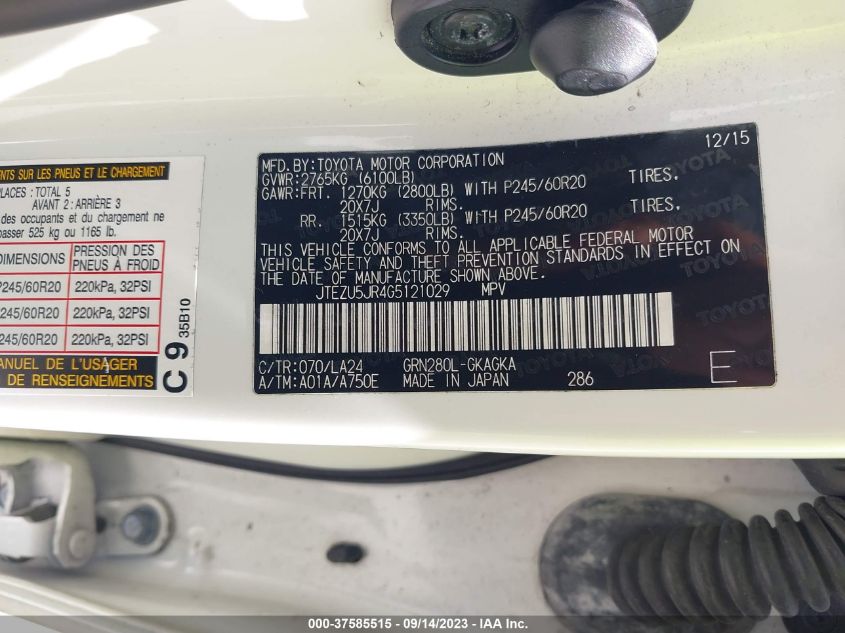 ENTS SUR LES PNEUS ET LE CHARGEMENT
PLACES : TOTAL 5
AVANT 2 : ARRIÈRE 3
des occupants et du chargement ne
passer 525 kg ou 1165 lb.
DIMENSIONS
PRESSION DES PNEUS À FROID
P245/60R20 220kPa, 32PSI
245/60R20 220kPa, 32PSI
245/60R20 220kPa, 32PSI
ANUEL DE L'USAGER
DE RENSEIGNEMENTS
C 9 35B10
12/15
MFD.BY:TOYOTA MOTOR CORPORATION
GVWR:2765KG (6100LB)
GAWR:FRT. 1270KG (2800LB) WITH P245/60R20 TIRES.
20X7J RIMS.
RR. 1515KG (3350LB) WITH P245/60R20 TIRES.
20X7J RIMS.
THIS VEHICLE CONFORMS TO ALL APPLICABLE FEDERAL MOTOR
VEHICLE SAFETY AND THEFT PREVENTION STANDARDS IN EFFECT ON
THE DATE OF MANUFACTURE SHOWN ABOVE.
JTEZU5JR4G5121029 MPV
C/TR:070/LA24 GRN280L-GKAGKA
A/TM:A01A/A750E MADE IN JAPAN 286 E
000-37585515 - 09/14/2023 - IAA Inc.